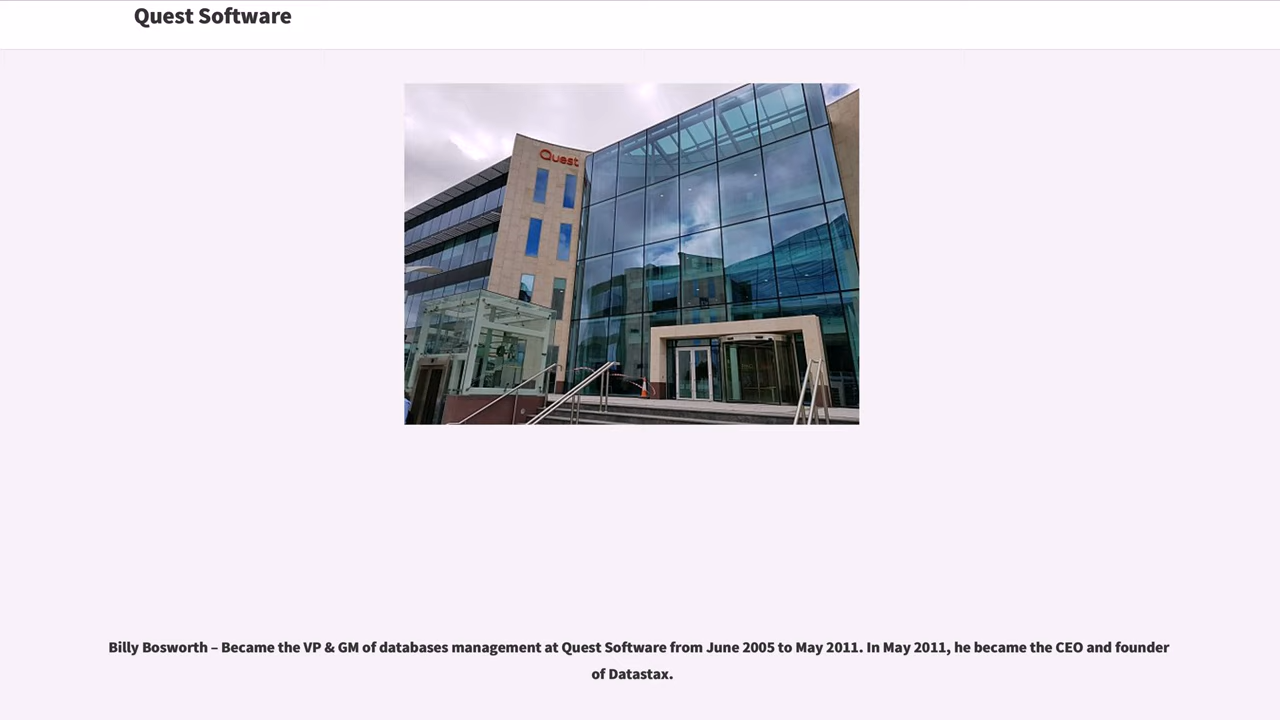 Quest Software
Quest
Billy Bosworth – Became the VP & GM of databases management at Quest Software from June 2005 to May 2011. In May 2011, he became the CEO and founder
of Datastax.